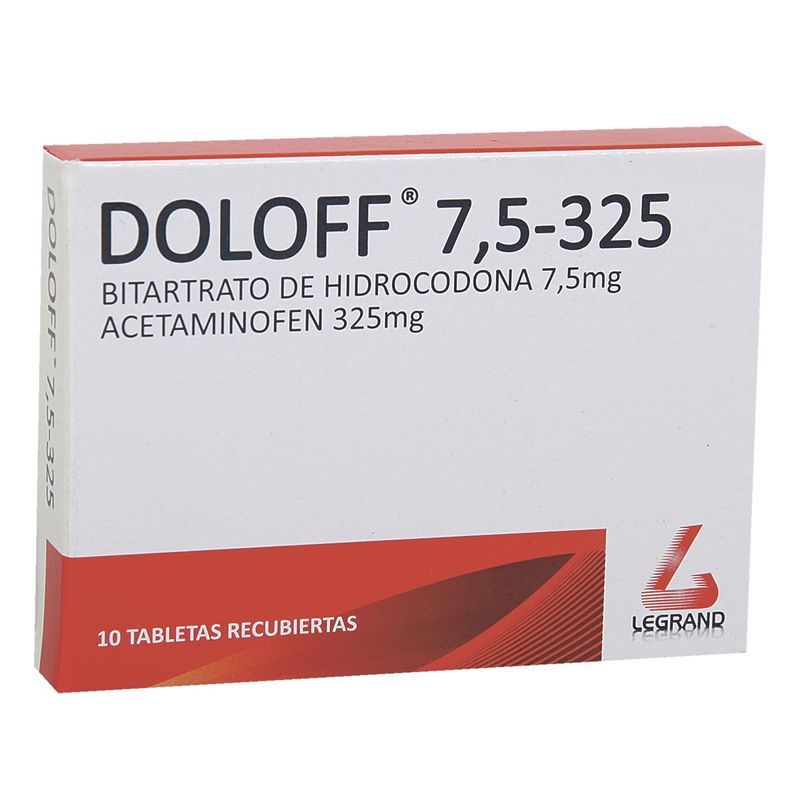 DOLOFF® 7,5-325
BITARTRATO DE HIDROCODONA 7,5mg
ACETAMINOFEN 325mg
10 TABLETAS RECUBIERTAS
LEGRAND
DOLOFF® 7,5-325